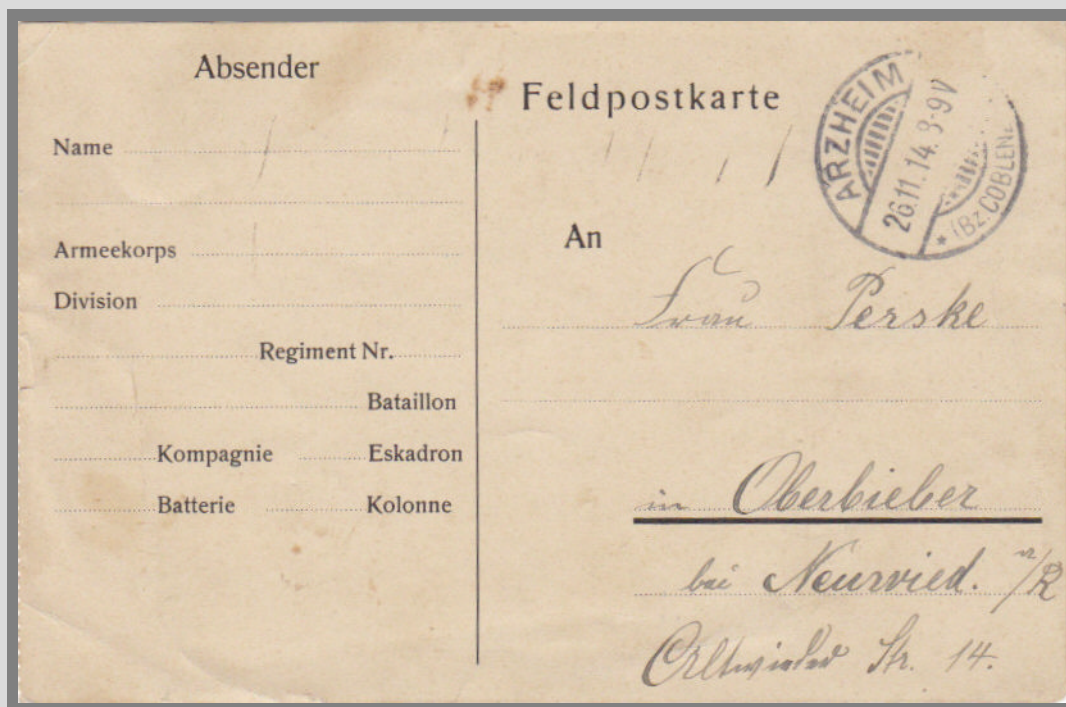 Absender
Name
Armeekorps
Division
Regiment Nr.
Bataillon
Kompagnie Eskadron
Batterie Kolonne
Feldpostkarte
ARZHEIM
26.11.14. 8-9V
* (Bz. COBLENZ
An
Frau Perske
in Oberbieber
bei Neuwied. a/R
Altwieder Str. 14.